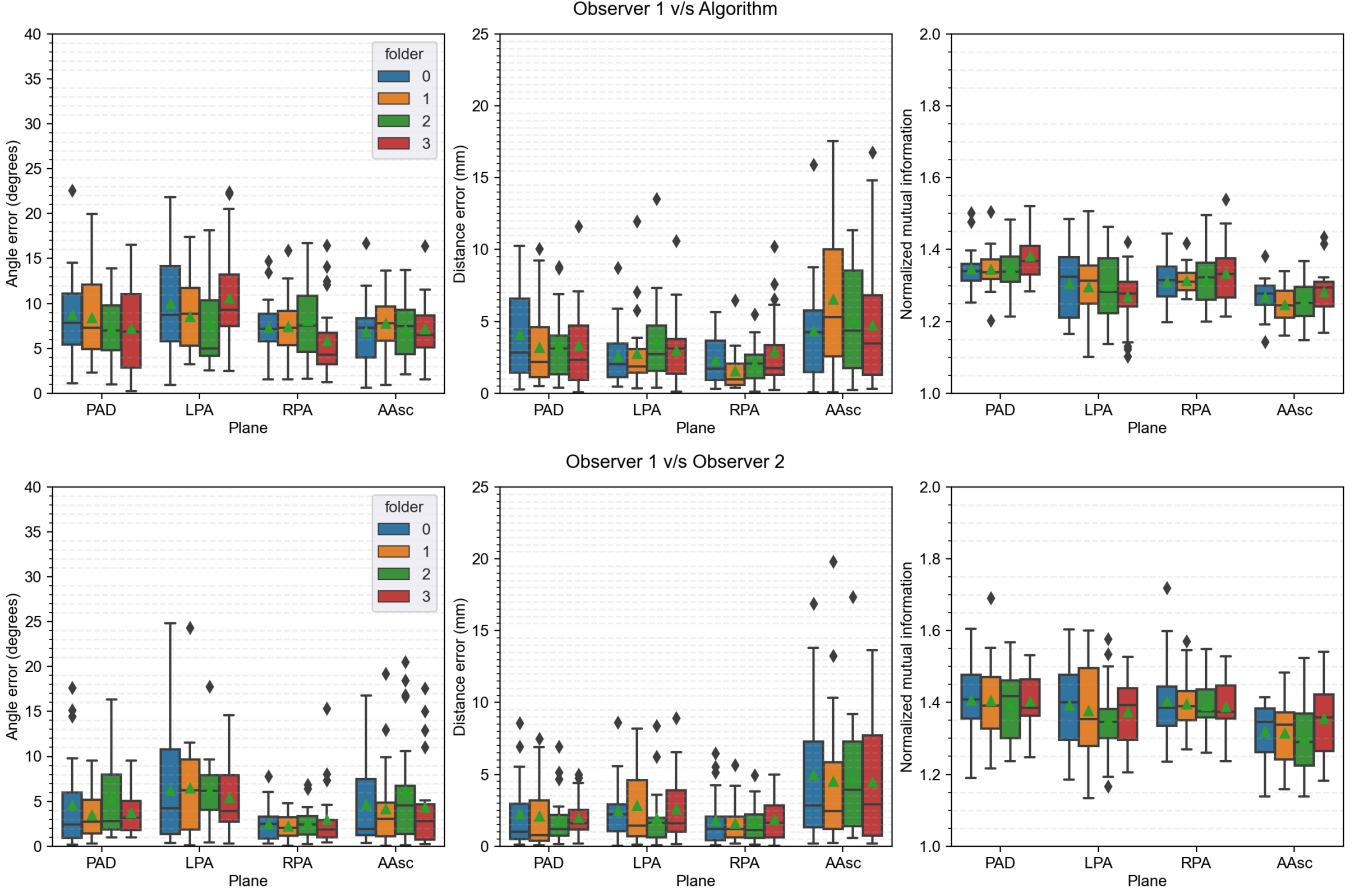 Observer 1 v/s Algorithm
Angle error (degrees)
40
35
30
25
20
15
10
5
0
folder
0
1
2
3
PAD LPA RPA AAsc
Plane
Distance error (mm)
25
20
15
10
5
0
PAD LPA RPA AAsc
Plane
Normalized mutual information
2.0
1.8
1.6
1.4
1.2
1.0
PAD LPA RPA AAsc
Plane
Observer 1 v/s Observer 2
Angle error (degrees)
40
35
30
25
20
15
10
5
0
folder
0
1
2
3
PAD LPA RPA AAsc
Plane
Distance error (mm)
25
20
15
10
5
0
PAD LPA RPA AAsc
Plane
Normalized mutual information
2.0
1.8
1.6
1.4
1.2
1.0
PAD LPA RPA AAsc
Plane